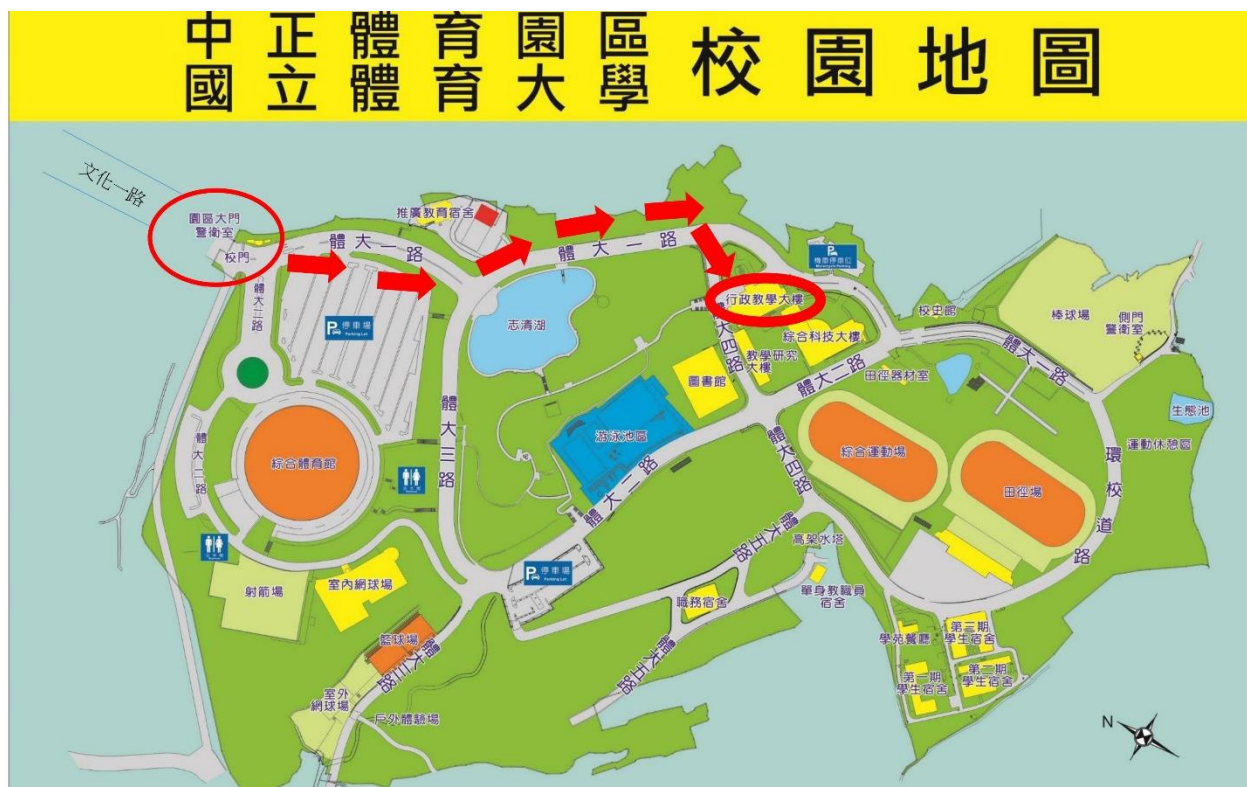 中正體育園區
國立體育大學
校園地圖
文化一路
園區大門
警衛室
校門
體大一路
推廣教育宿舍
體大一路
機車停車位
行政教學大樓
體大二路
P 停車場
Parking Lot
志清湖
體大四路
綜合科技大樓
教學研究
大樓
校史館
棒球場
側門
警衛室
體大一路
圖書館
體大二路
田徑器材室
生態池
體大三路
游泳池區
體大二路
綜合體育館
體大二路
體大四路
綜合運動場
田徑場
運動休憩區
環校道路
體大五路
高架水塔
P 停車場
Parking Lot
射箭場
室內網球場
職務宿舍
單身教職員
宿舍
籃球場
體大三路
體大五路
學苑餐廳
第三期
學生宿舍
第一期
學生宿舍
第二期
學生宿舍
室外
網球場
戶外體驗場
N